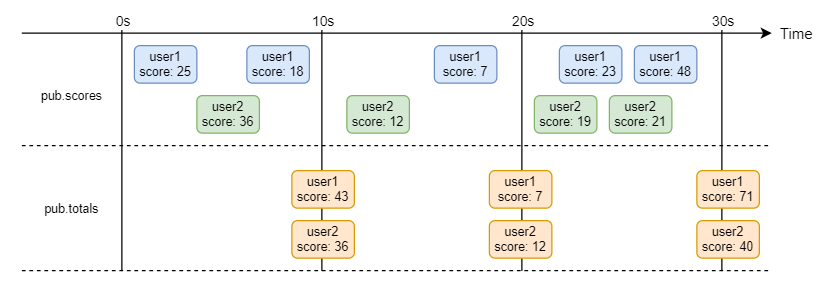 0s
10s
20s
30s
Time
user1
score: 25
user1
score: 18
user1
score: 7
user1
score: 23
user1
score: 48
pub.scores
user2
score: 36
user2
score: 12
user2
score: 19
user2
score: 21
user1
score: 43
user1
score: 7
user1
score: 71
pub.totals
user2
score: 36
user2
score: 12
user2
score: 40